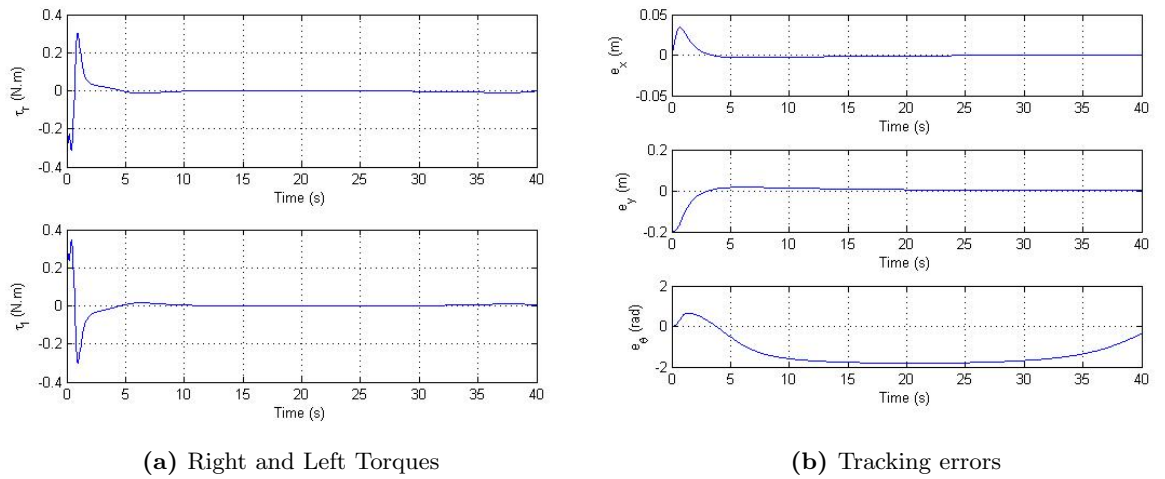 0.4
0.2
0
-0.2
-0.4
τr (N.m)
0 5 10 15 20 25 30 35 40
Time (s)
0.4
0.2
0
-0.2
-0.4
τl (N.m)
0 5 10 15 20 25 30 35 40
Time (s)
(a) Right and Left Torques
0.05
0
-0.05
e_x (m)
0 5 10 15 20 25 30 35 40
Time (s)
0.2
0
-0.2
e_y (m)
0 5 10 15 20 25 30 35 40
Time (s)
2
0
-2
e_θ (rad)
0 5 10 15 20 25 30 35 40
Time (s)
(b) Tracking errors